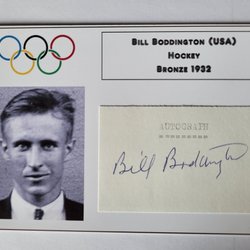 Bill Boddington (USA)
Hockey
Bronze 1932
AUTOGRAPH
Bill Boddington